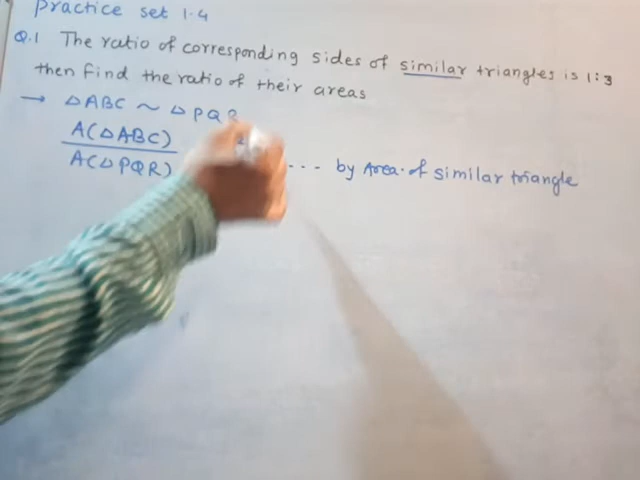 Practice set 1.4
Q.1 The ratio of corresponding sides of similar triangles is 1:3
then find the ratio of their areas
→ △ABC ~ △PQR
A(△ABC)
A(△PQR) ... by Area. of similar triangle